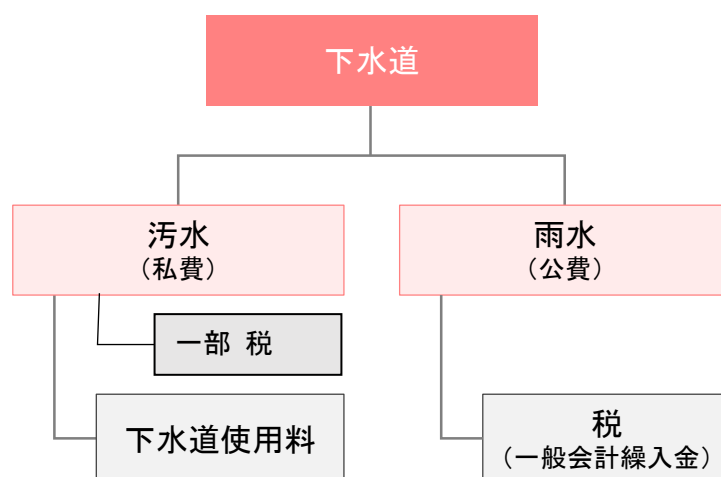 下水道
汚水
（私費）
雨水
（公費）
一部 税
下水道使用料
税
（一般会計繰入金）